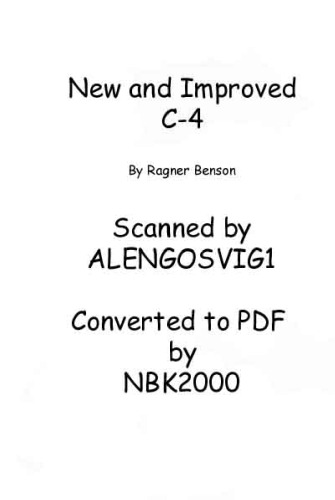 New and Improved
C-4
By Ragner Benson
Scanned by
ALENGOSVIG1
Converted to PDF
by
NBK2000